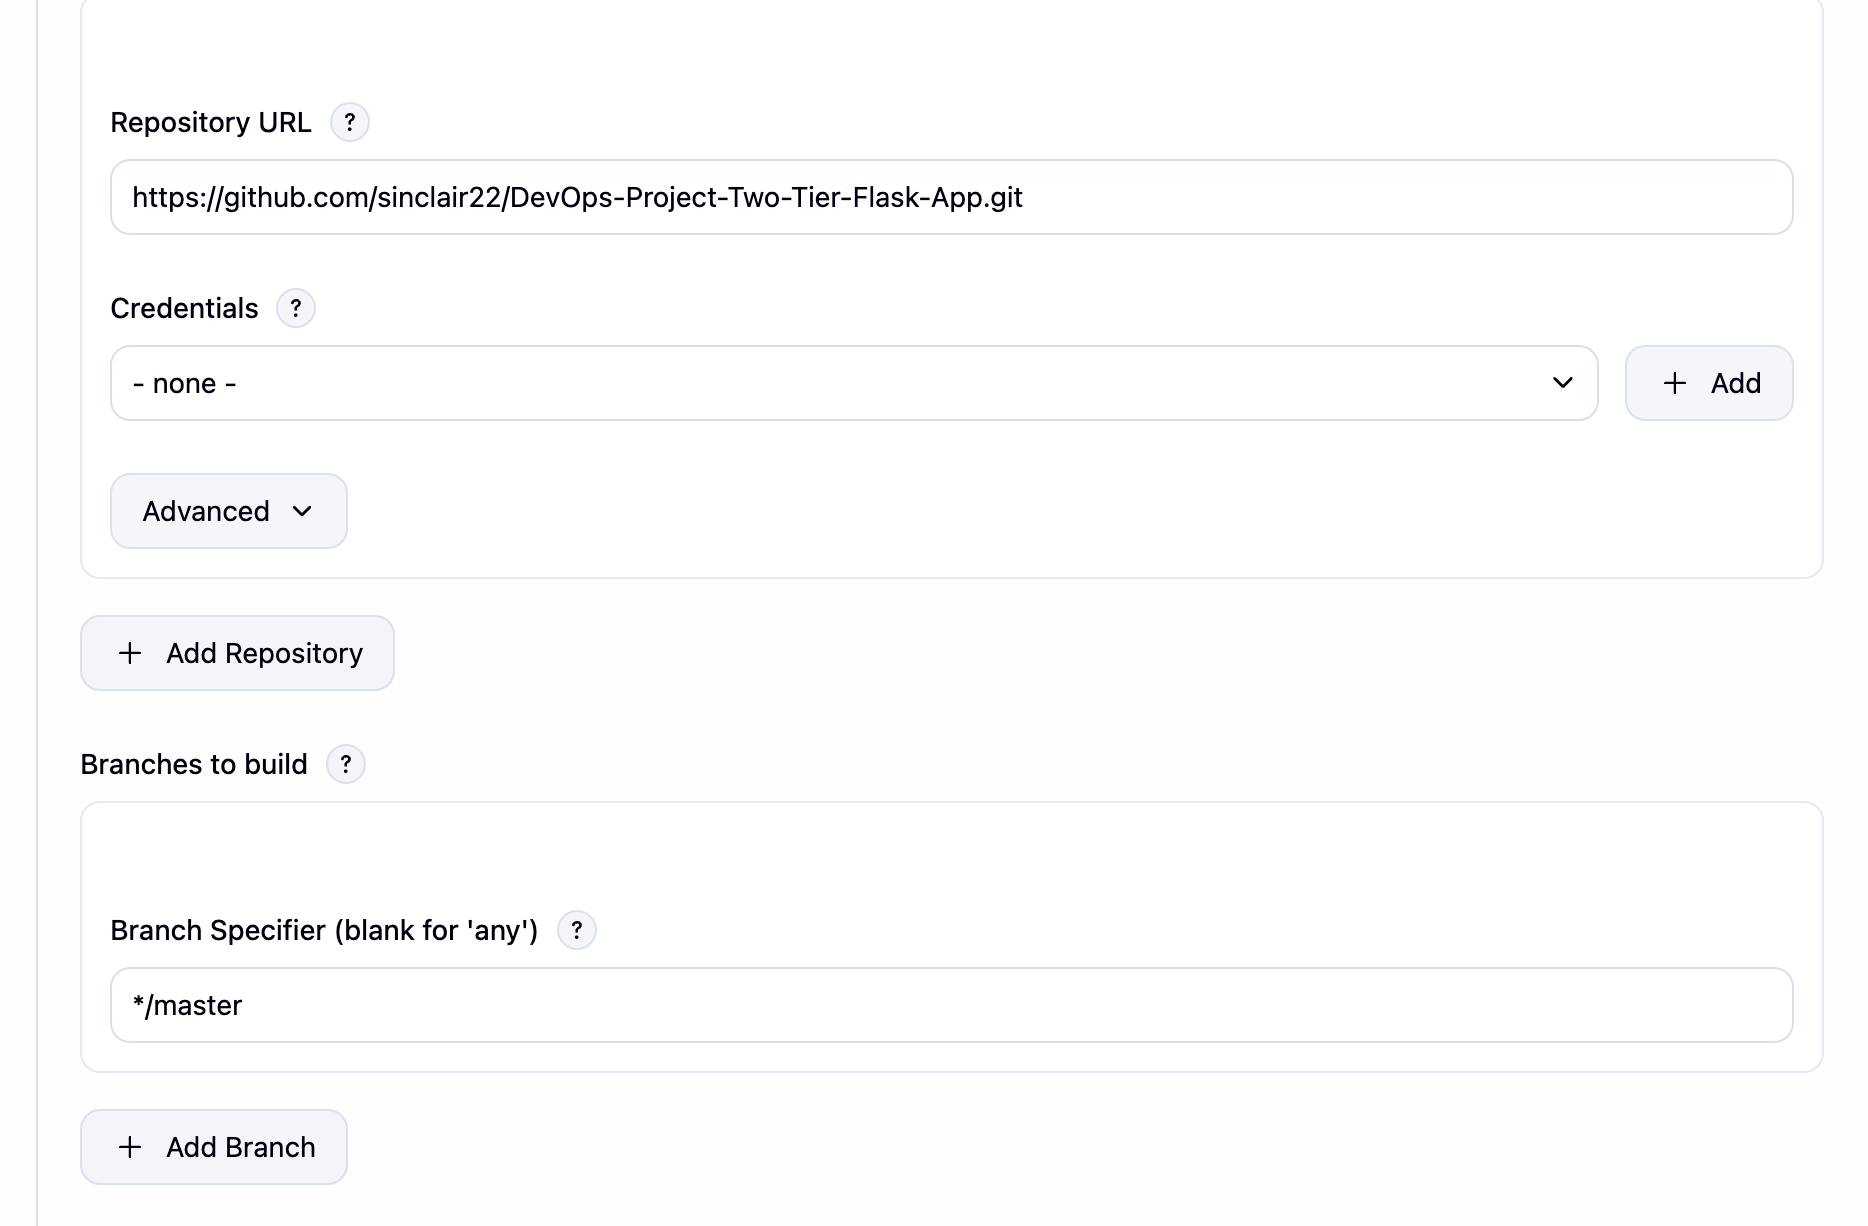 Repository URL ?
https://github.com/sinclair22/DevOps-Project-Two-Tier-Flask-App.git
Credentials ?
- none -
+ Add
Advanced
+ Add Repository
Branches to build ?
Branch Specifier (blank for 'any') ?
*/master
+ Add Branch